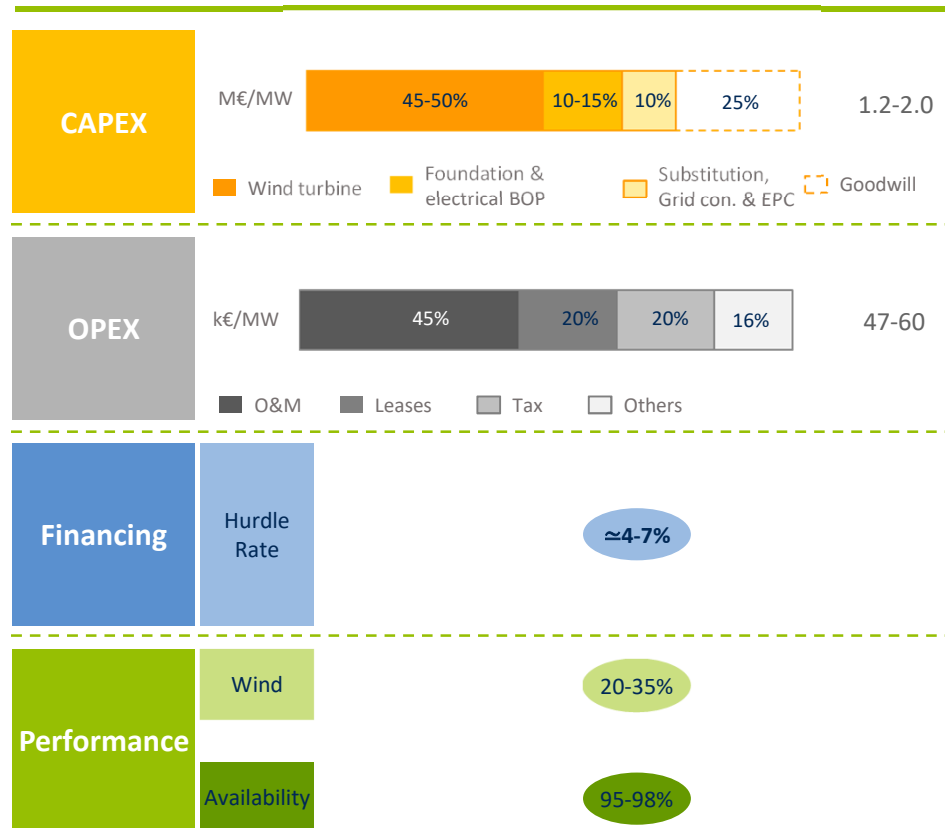 CAPEX
M€/MW
45-50%
10-15%
10%
25%
1.2-2.0
Wind turbine
Foundation &
electrical BOP
Substitution,
Grid con. & EPC
Goodwill
OPEX
k€/MW
45%
20%
20%
16%
47-60
O&M
Leases
Tax
Others
Financing
Hurdle
Rate
≃4-7%
Performance
Wind
20-35%
Availability
95-98%